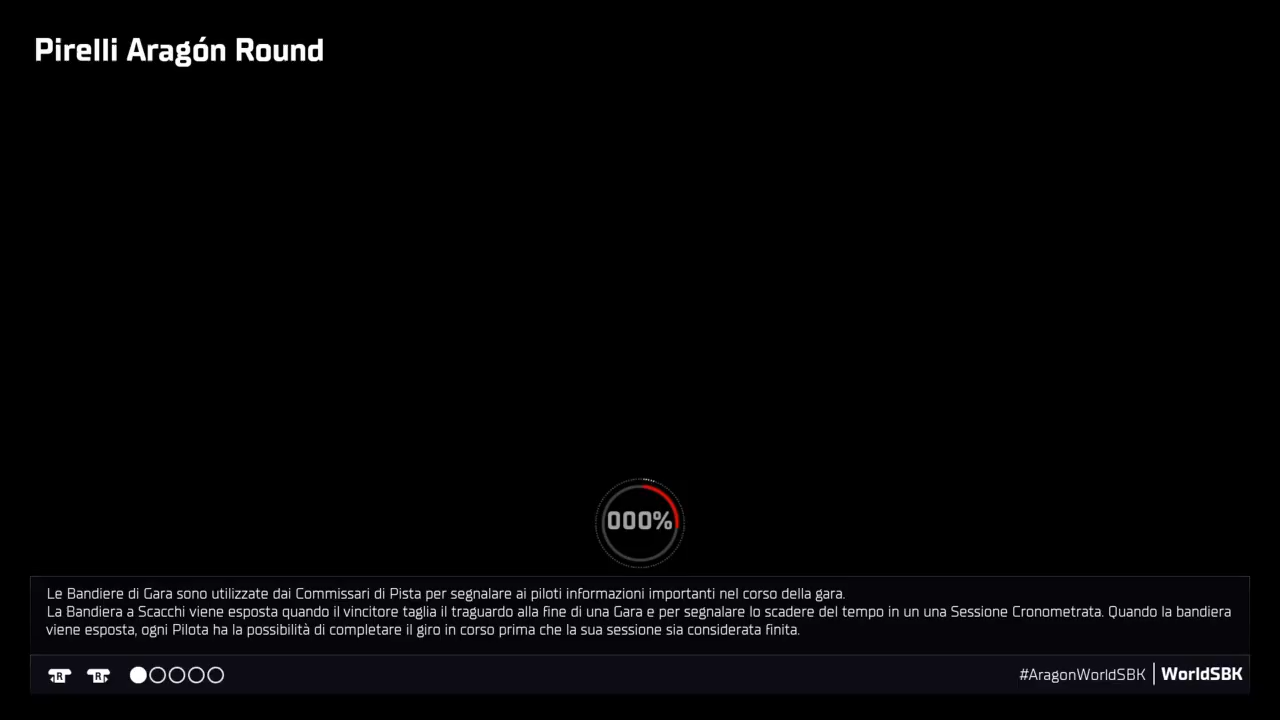 Pirelli Aragón Round
000%
Le Bandiere di Gara sono utilizzate dai Commissari di Pista per segnalare ai piloti informazioni importanti nel corso della gara.
La Bandiera a Scacchi viene esposta quando il vincitore taglia il traguardo alla fine di una Gara e per segnalare lo scadere del tempo in un una Sessione Cronometrata. Quando la bandiera
viene esposta, ogni Pilota ha la possibilità di completare il giro in corso prima che la sua sessione sia considerata finita.
R R #AragonWorldSBK WorldSBK